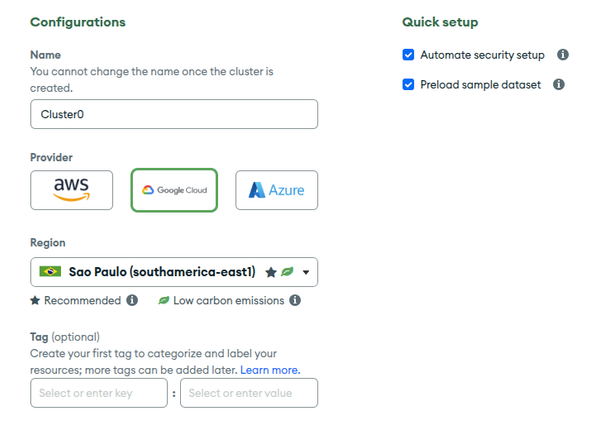 Configurations
Name
You cannot change the name once the cluster is
created.
Cluster0
Provider
aws
Google Cloud
Azure
Region
Sao Paulo (southamerica-east1)
Recommended
Low carbon emissions
Tag (optional)
Create your first tag to categorize and label your
resources; more tags can be added later. Learn more.
Select or enter key : Select or enter value
Quick setup
Automate security setup
Preload sample dataset